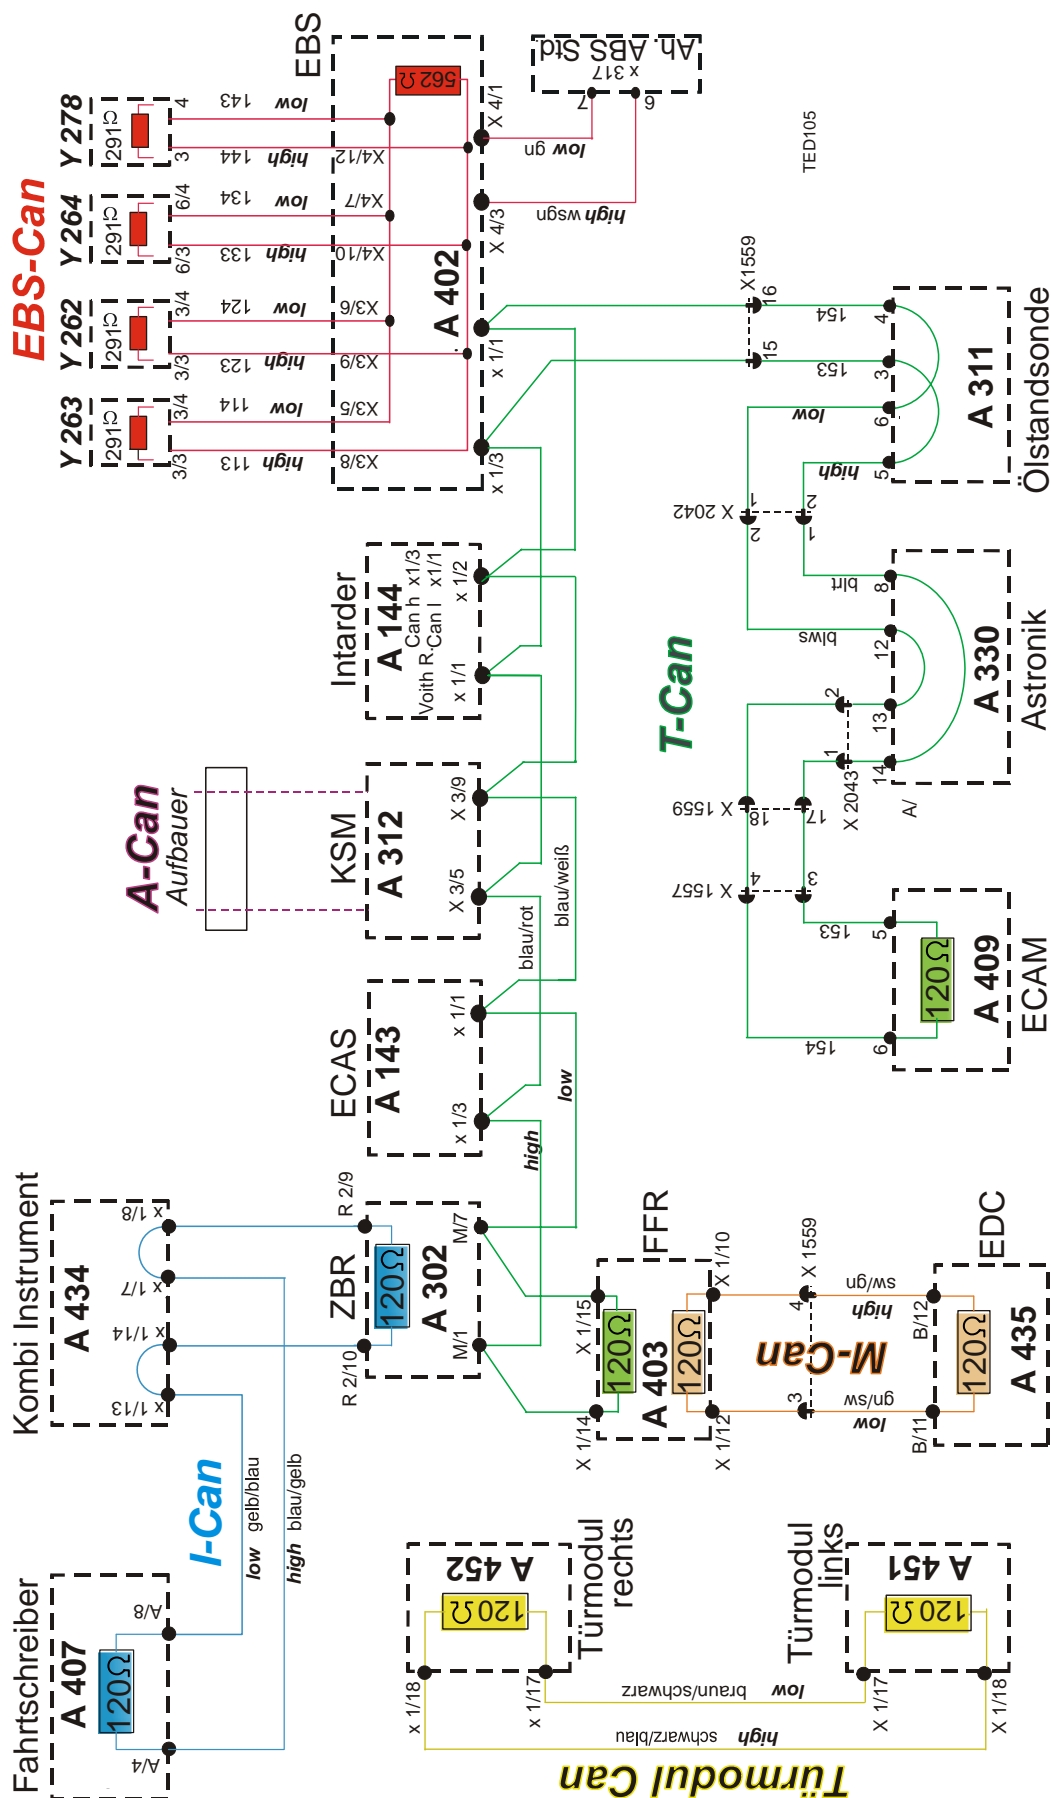 EBS-Can
Y 263
291Ω
3/3
3/4
113 high
114 low
X3/8
X3/5
Y 262
291Ω
3/3
3/4
123 high
124 low
X3/9
X3/6
Y 264
291Ω
6/3
6/4
133 high
134 low
X4/10
X4/7
Y 278
291Ω
3
4
144 high
143 low
X4/12
EBS
562Ω
A 402
x 1/3
x 1/1
X 4/3
X 4/1
high wsgn
low gn
Ah. ABS Std.
x 317
7
6
TED105
Intarder
A 144
Can h x1/3
Voith R. Can l x1/1
x 1/1
x 1/2
A-Can
Aufbauer
KSM
A 312
X 3/5
X 3/9
blau/rot
blau/weiß
ECAS
A 143
x 1/3
x 1/1
high
low
T-Can
X1559
15
16
153
154
Ölstandsonde
A 311
5
6
3
4
high
low
X 2042
1
2
2
1
blrt
blws
Astronik
A 330
14
13
12
8
A/
X 2043
1
2
X 1559
18
17
X 1557
4
3
153
154
ECAM
A 409
120Ω
6
5
Kombi Instrument
A 434
x 1/13
x 1/14
x 1/7
x 1/8
ZBR
120Ω
A 302
R 2/10
R 2/9
M/1
M/7
FFR
A 403
120Ω
120Ω
X 1/14
X 1/15
X 1/12
X 1/10
M-Can
X 1559
3
4
gn/sw
low
sw/gn
high
EDC
A 435
120Ω
B/11
B/12
I-Can
low gelb/blau
high blau/gelb
Fahrtschreiber
A 407
120Ω
A/4
A/8
Türmodul
rechts
A 452
120Ω
x 1/18
x 1/17
Türmodul
links
A 451
120Ω
X 1/17
X 1/18
braun/schwarz
low
schwarz/blau high
Türmodul Can